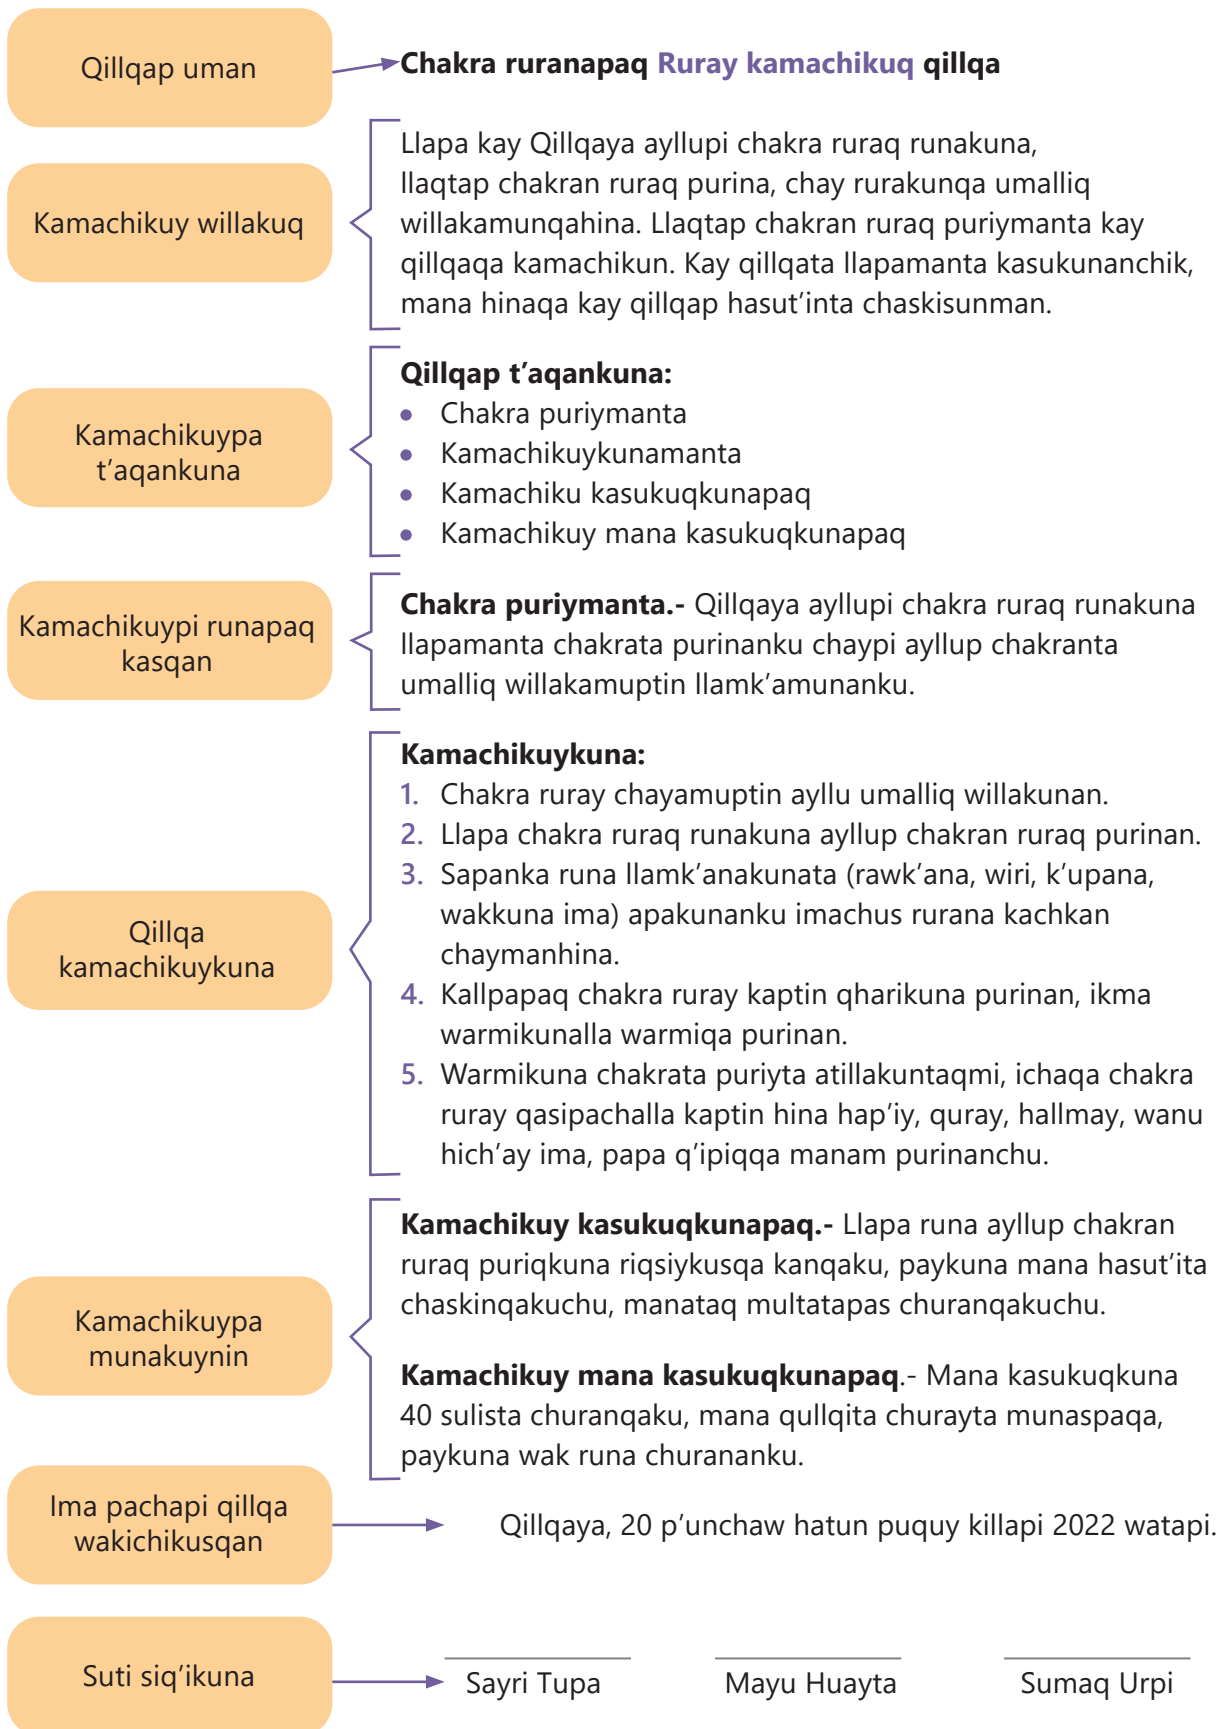 Qillqap uman
Chakra ruranapaq Ruray kamachikuq qillqa
Kamachikuy willakuq
Llapa kay Qillqaya ayllupi chakra ruraq runakuna,
llaqtap chakran ruraq purina, chay rurakunqa umalliq
willakamunqahina. Llaqtap chakran ruraq puriymanta kay
qillqaqa kamachikun. Kay qillqata llapamanta kasukunanchik,
mana hinaqa kay qillqap hasut’inta chaskisunman.
Kamachikuypa
t’aqankuna
Qillqap t’aqankuna:
• Chakra puriymanta
• Kamachikuykunamanta
• Kamachiku kasukuqkunapaq
• Kamachikuy mana kasukuqkunapaq
Kamachikuypi runapaq
kasqan
Chakra puriymanta.- Qillqaya ayllupi chakra ruraq runakuna
llapamanta chakrata purinanku chaypi ayllup chakranta
umalliq willakamuptin llamk’amunanku.
Qillqa
kamachikuykuna
Kamachikuykuna:
1. Chakra ruray chayamuptin ayllu umalliq willakunan.
2. Llapa chakra ruraq runakuna ayllup chakran ruraq purinan.
3. Sapanka runa llamk’anakunata (rawk’ana, wiri, k’upana,
wakkuna ima) apakunanku imachus rurana kachkan
chaymanhina.
4. Kallpapaq chakra ruray kaptin qharikuna purinan, ikma
warmikunalla warmiqa purinan.
5. Warmikuna chakrata puriyta atillakuntaqmi, ichaqa chakra
ruray qasipachalla kaptin hina hap’iy, quray, hallmay, wanu
hich’ay ima, papa q’ipiqqa manam purinanchu.
Kamachikuypa
munakuynin
Kamachikuy kasukuqkunapaq.- Llapa runa ayllup chakran
ruraq puriqkuna riqsiykusqa kanqaku, paykuna mana hasut’ita
chaskinqakuchu, manataq multatapas churanqakuchu.
Kamachikuy mana kasukuqkunapaq.- Mana kasukuqkuna
40 sulista churanqaku, mana qullqita churayta munaspaqa,
paykuna wak runa churananku.
Ima pachapi qillqa
wakichikusqan
Qillqaya, 20 p’unchaw hatun puquy killapi 2022 watapi.
Suti siq’ikuna
Sayri Tupa Mayu Huayta Sumaq Urpi